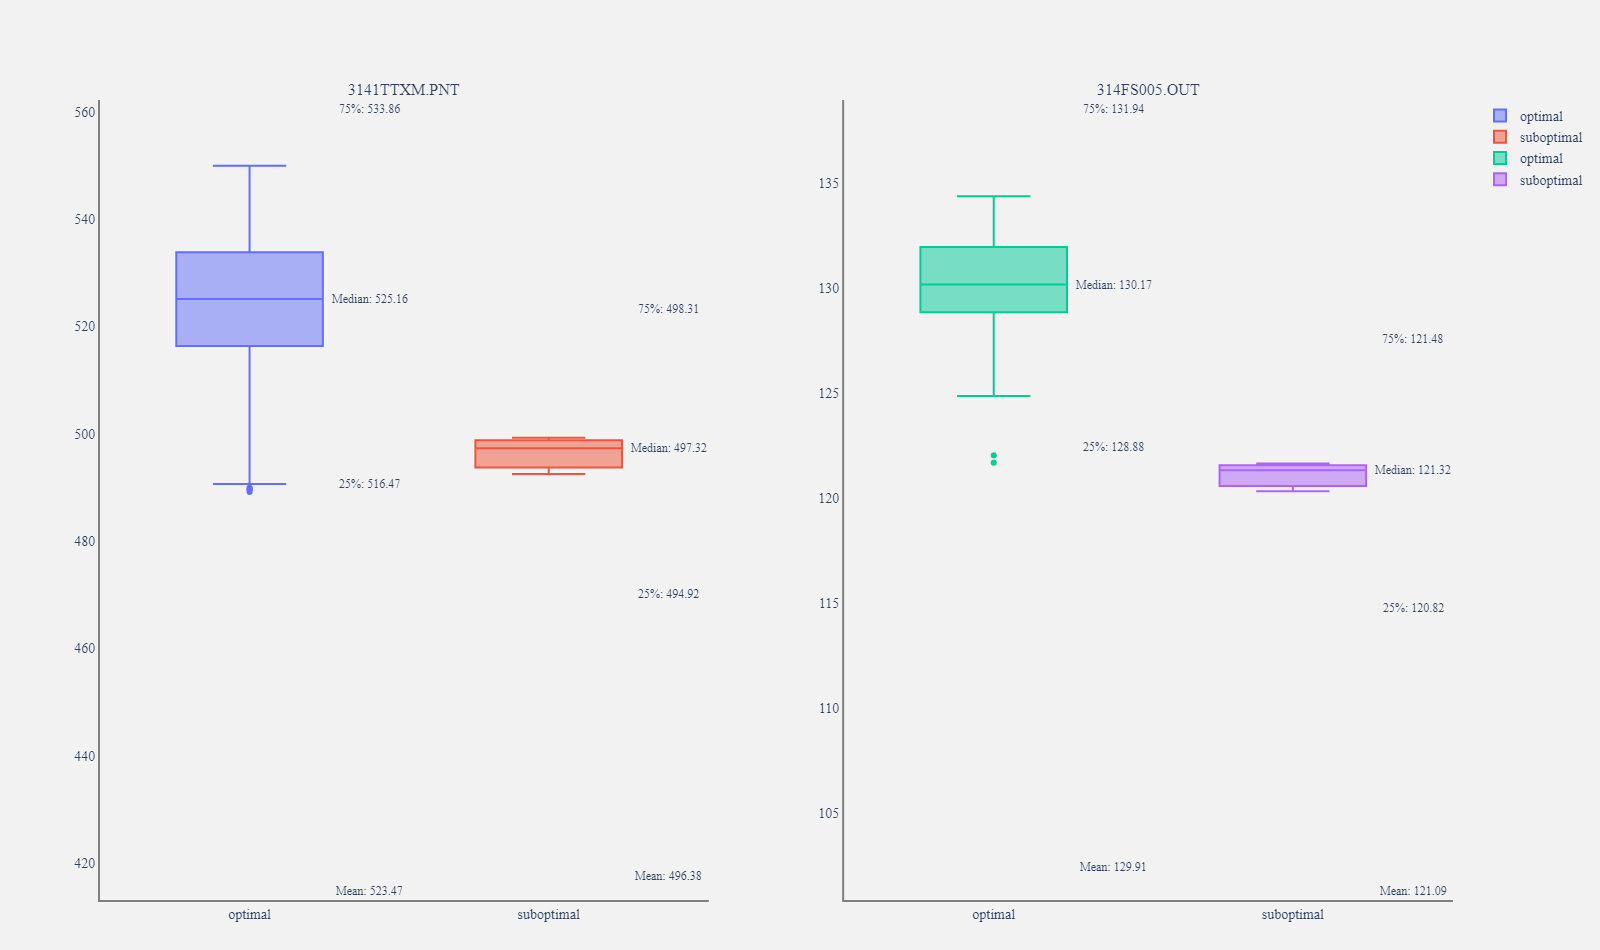 3141TTXM.PNT
75%: 533.86
560
540
520
500
480
460
440
420
Median: 525.16
75%: 498.31
Median: 497.32
25%: 516.47
25%: 494.92
Mean: 496.38
Mean: 523.47
optimal
suboptimal
314FS005.OUT
75%: 131.94
135
130
125
120
115
110
105
Median: 130.17
75%: 121.48
25%: 128.88
Median: 121.32
25%: 120.82
Mean: 129.91
Mean: 121.09
optimal
suboptimal
optimal
suboptimal
optimal
suboptimal